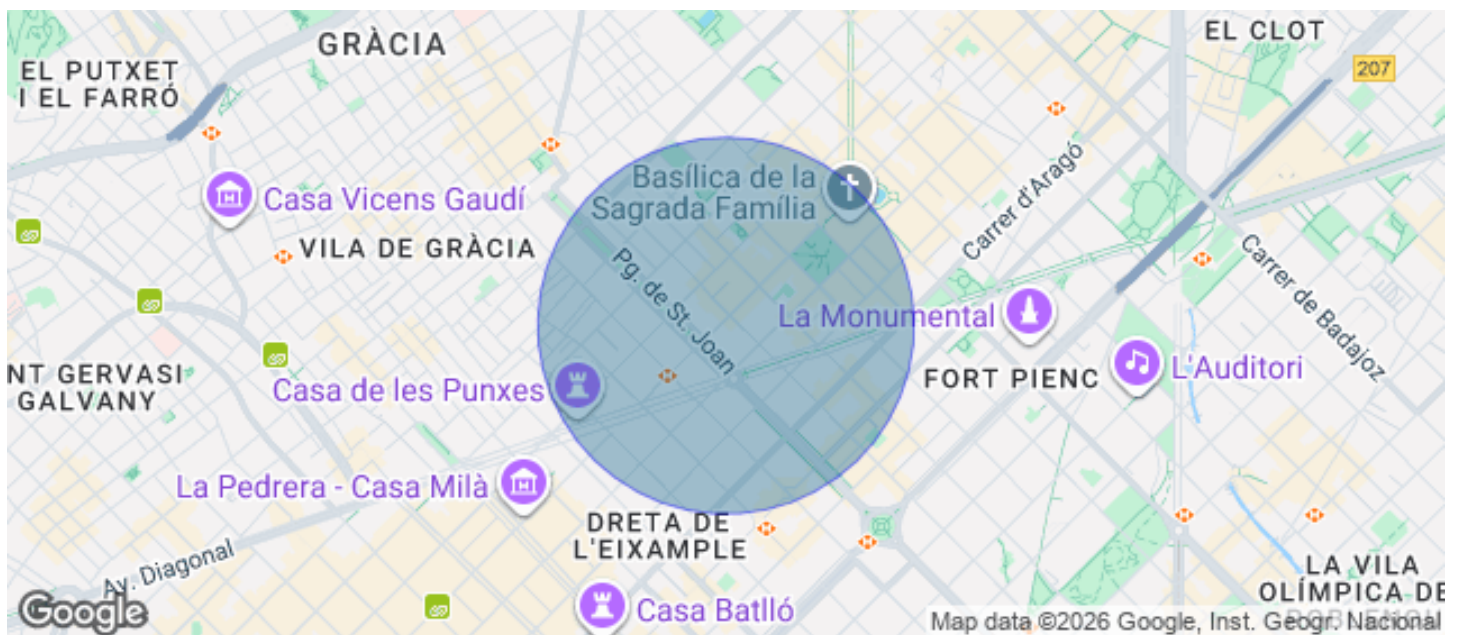 GRÀCIA
EL CLOT
EL PUTXET
I EL FARRÓ
207
Basílica de la
Sagrada Família
Carrer d'Aragó
Casa Vicens Gaudí
VILA DE GRÀCIA
Pg. de St. Joan
Carrer de Badajoz
La Monumental
NT GERVASI
GALVANY
Casa de les Punxes
FORT PIENC
L'Auditori
La Pedrera - Casa Milà
DRETA DE
L'EIXAMPLE
Av. Diagonal
LA VILA
OLÍMPICA DE
Casa Batlló
Google
Map data ©2026 Google, Inst. Geogr. Nacional